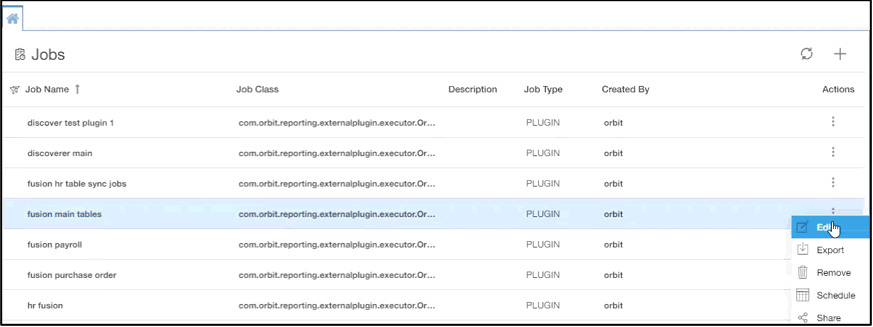 Jobs
Job Name Job Class Description Job Type Created By Actions
discover test plugin 1 com.orbit.reporting.externalplugin.executor.Or... PLUGIN orbit
discoverer main com.orbit.reporting.externalplugin.executor.Or... PLUGIN orbit
fusion hr table sync jobs com.orbit.reporting.externalplugin.executor.Or... PLUGIN orbit
fusion main tables com.orbit.reporting.externalplugin.executor.Or... PLUGIN orbit
fusion payroll com.orbit.reporting.externalplugin.executor.Or... PLUGIN orbit
Export
fusion purchase order com.orbit.reporting.externalplugin.executor.Or... PLUGIN orbit
Remove
Schedule
hr fusion com.orbit.reporting.externalplugin.executor.Or... PLUGIN orbit
Share